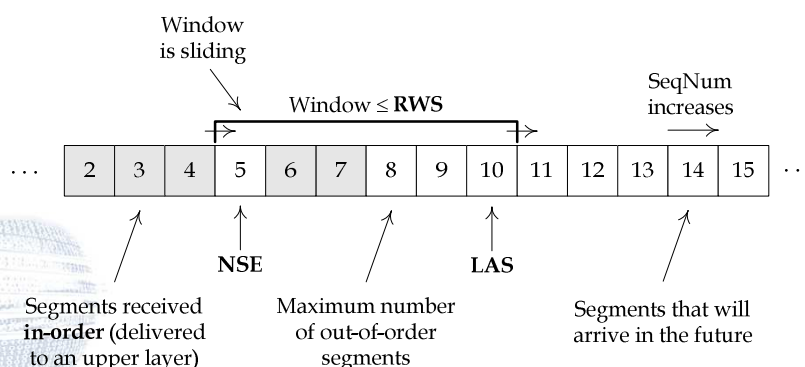 Window
is sliding
Window ≤ RWS
SeqNum
increases
... 2 3 4 5 6 7 8 9 10 11 12 13 14 15 ..
NSE
LAS
Segments received
in-order (delivered
to an upper layer)
Maximum number
of out-of-order
segments
Segments that will
arrive in the future